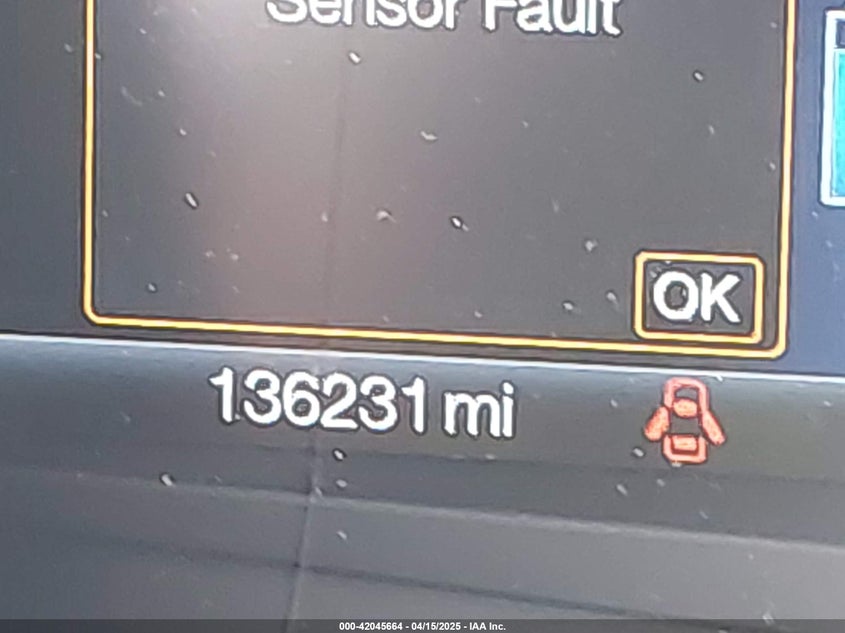 Sensor Fault
OK
136231 mi
000-42045664 - 04/15/2025 - IAA Inc.